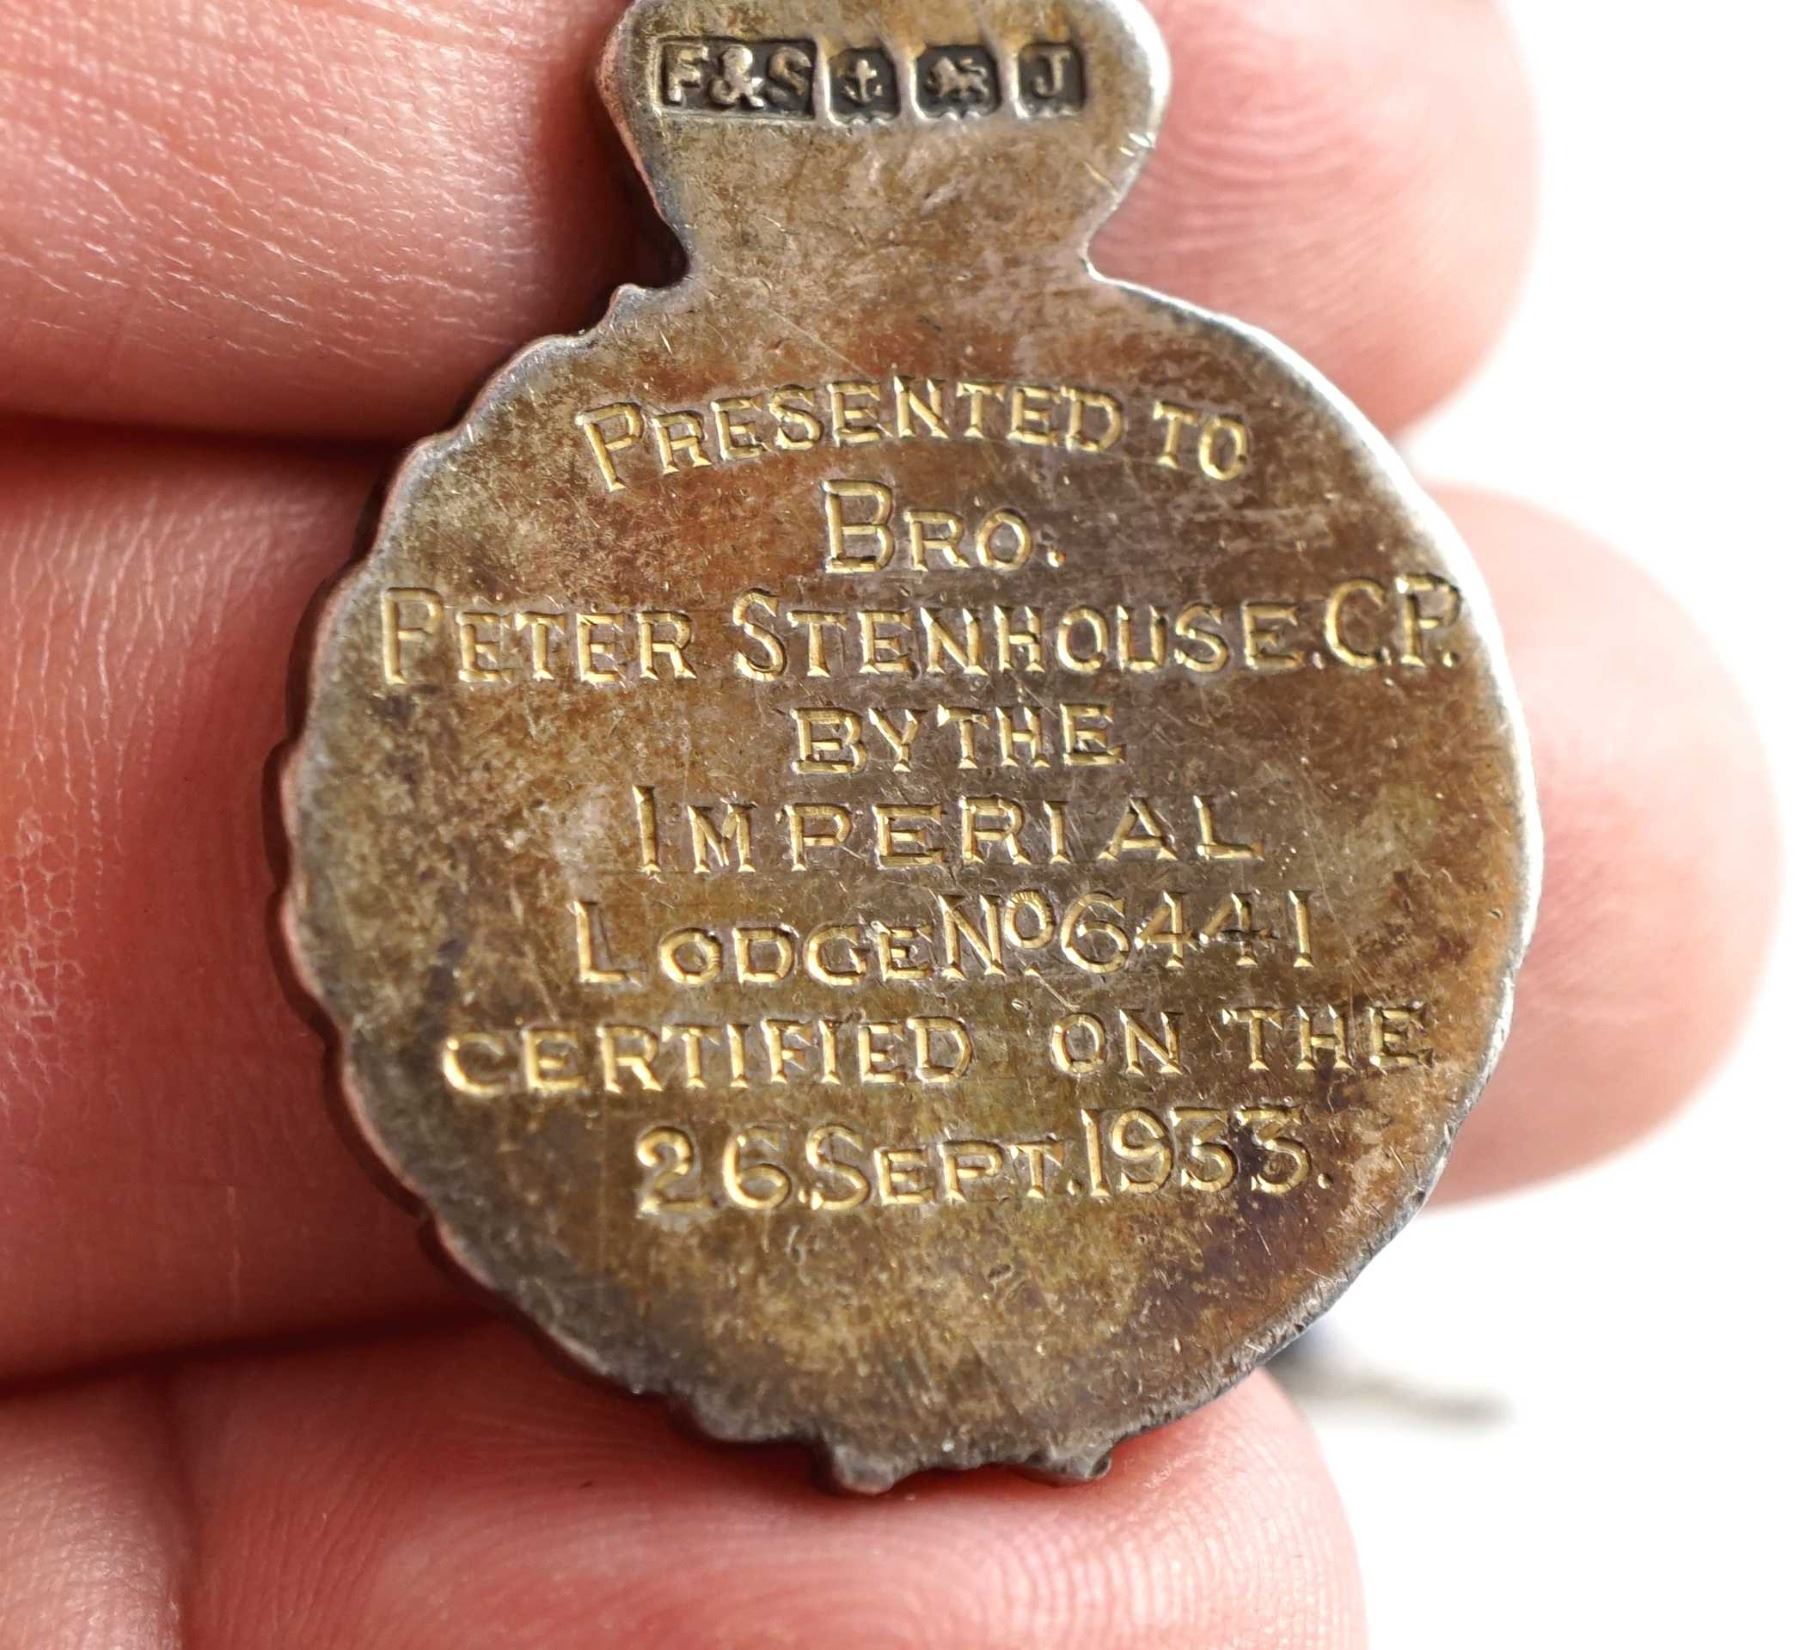 F&S J
PRESENTED TO
BRO.
PETER STENHOUSE.C.P.
BY THE
IMPERIAL
LODGE No. 6441
CERTIFIED ON THE
26.SEPT.1933.